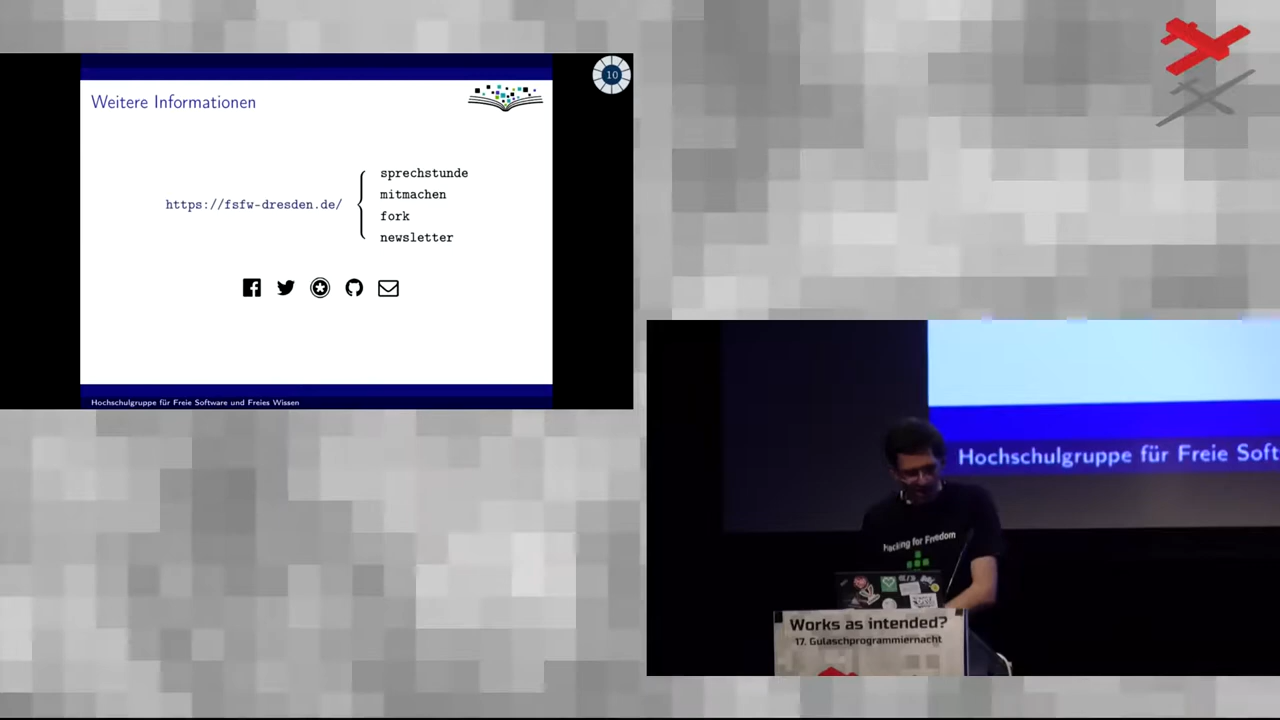 10
Weitere Informationen
https://fsfw-dresden.de/
sprechstunde
mitmachen
fork
newsletter
Hochschulgruppe für Freie Software und Freies Wissen
Hochschulgruppe für Freie Soft
Hacking for Freedom
Works as intended?
17. Gulaschprogrammiernacht